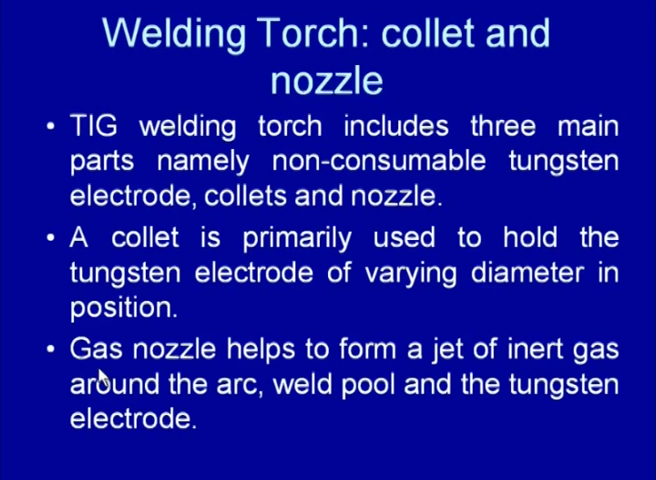 Welding Torch: collet and
nozzle
• TIG welding torch includes three main
parts namely non-consumable tungsten
electrode, collets and nozzle.
• A collet is primarily used to hold the
tungsten electrode of varying diameter in
position.
• Gas nozzle helps to form a jet of inert gas
around the arc, weld pool and the tungsten
electrode.